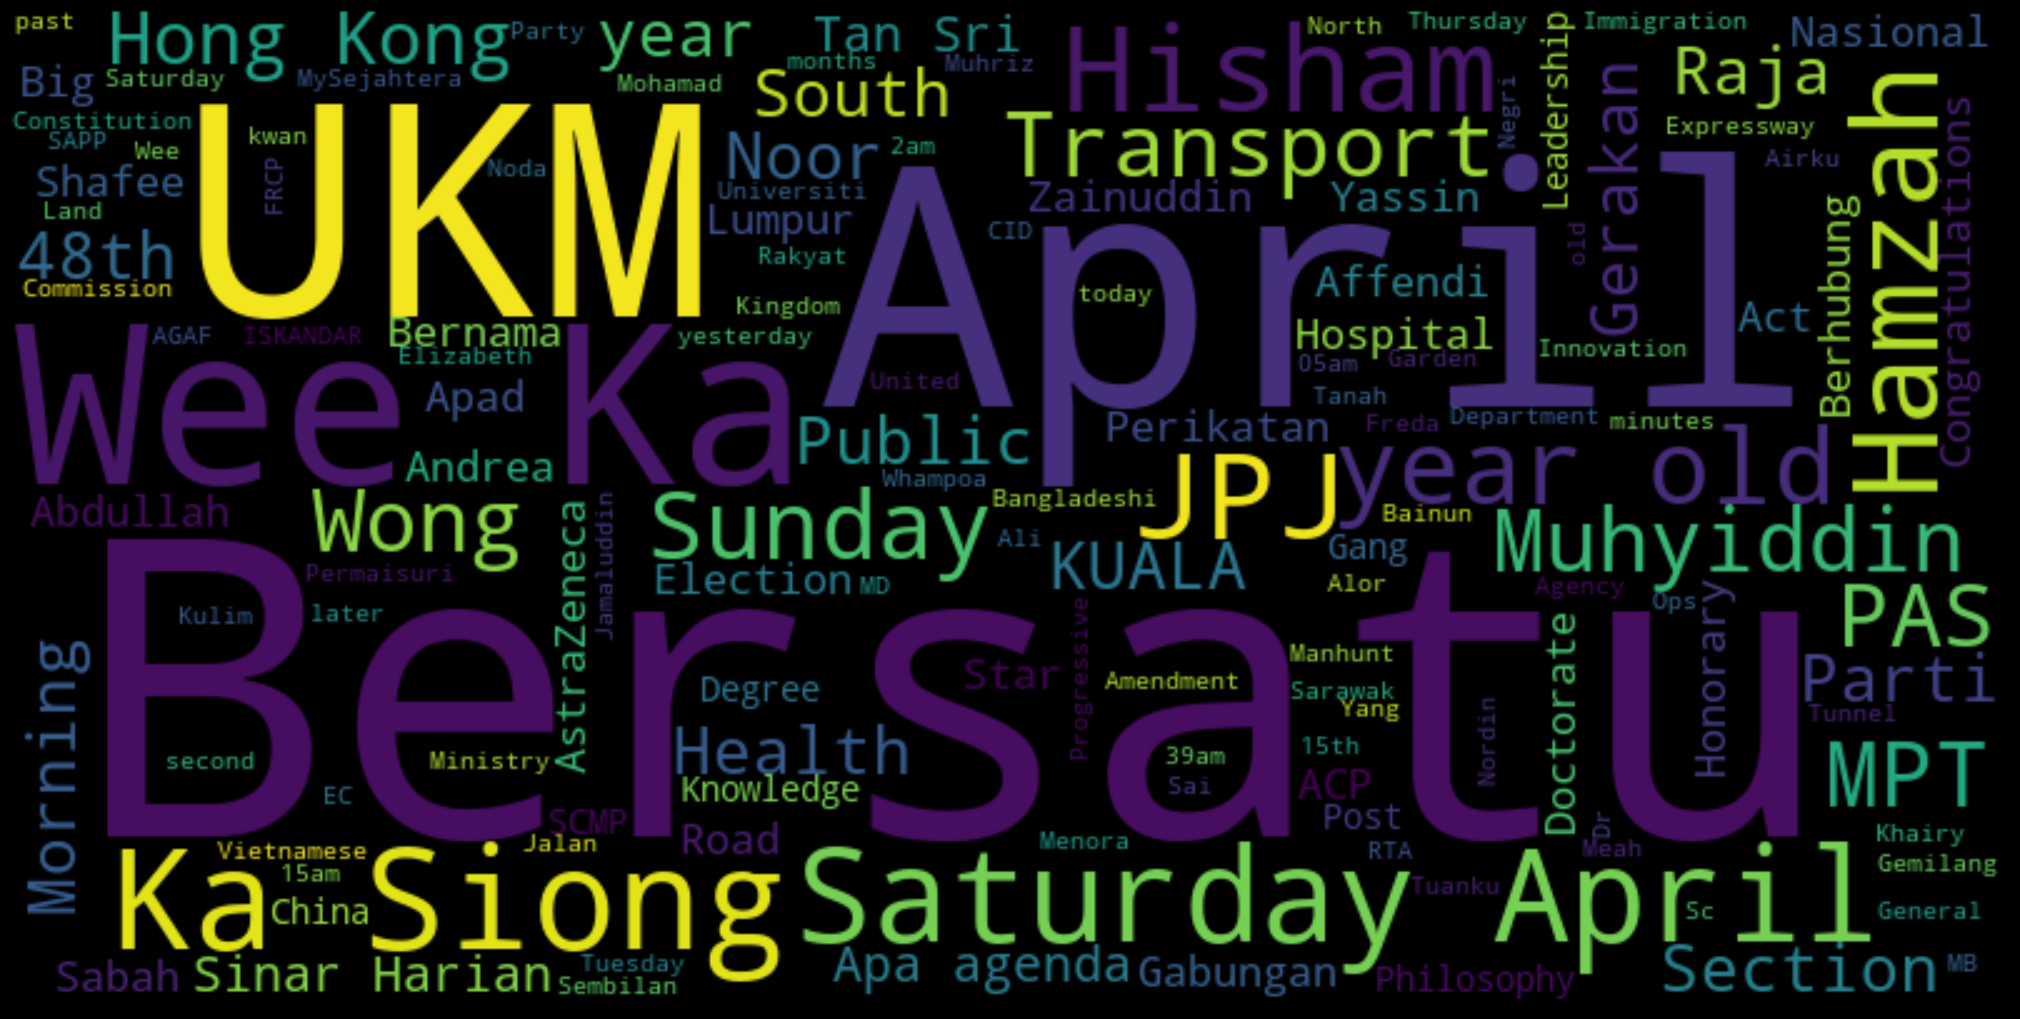 past
Hong Kong
Party
year
Tan Sri
months
Muhriz
Hisham
North
Thursday
Leadership
Immigration
Nasional
Big
Saturday
MySejahtera
Mohamad
South
Transport
Negri
Gerakan
Raja
Hamzah
Congratulations
Constitution
SAPP
Wee
kwan
FRCP
UKM
Noda
Noor
2am
Expressway
Airku
Shafee
Universiti
Zainuddin
Yassin
Land
Lumpur
CID
April
old
Berhubung
48th
Rakyat
Affendi
Commission
Kingdom
today
Act
AGAF
ISKANDAR
Bernama
yesterday
Hospital
Innovation
Wee Ka
Elizabeth
United
05am
Garden
Apad
Tanah
Public
Perikatan
Freda
Department
minutes
Andrea
Whampoa
JPJ
year old
Abdullah
Wong
AstraZeneca
Jamaluddin
Sunday
Bangladeshi
Ali
Bainun
Muhyiddin
KUALA
Gang
Permaisuri
Election
MD
Alor
Agency
PAS
Kulim
later
Bersatu
Ops
Honorary
Morning
Progressive
Manhunt
Doctorate
Degree
Star
Amendment
Sarawak
Yang
Parti
Nordin
Tunnel
second
Ministry
Health
39am
15th
MPT
EC
Knowledge
Sai
ACP
SCMP
Road
Post
Dr
Vietnamese
Jalan
Menora
RTA
Meah
Khairy
Ka Siong
15am
Saturday April
Gemilang
China
Tuanku
Sc
General
Sabah
Sinar Harian
Tuesday
Sembilan
Apa agenda
Gabungan
Philosophy
Section
MB